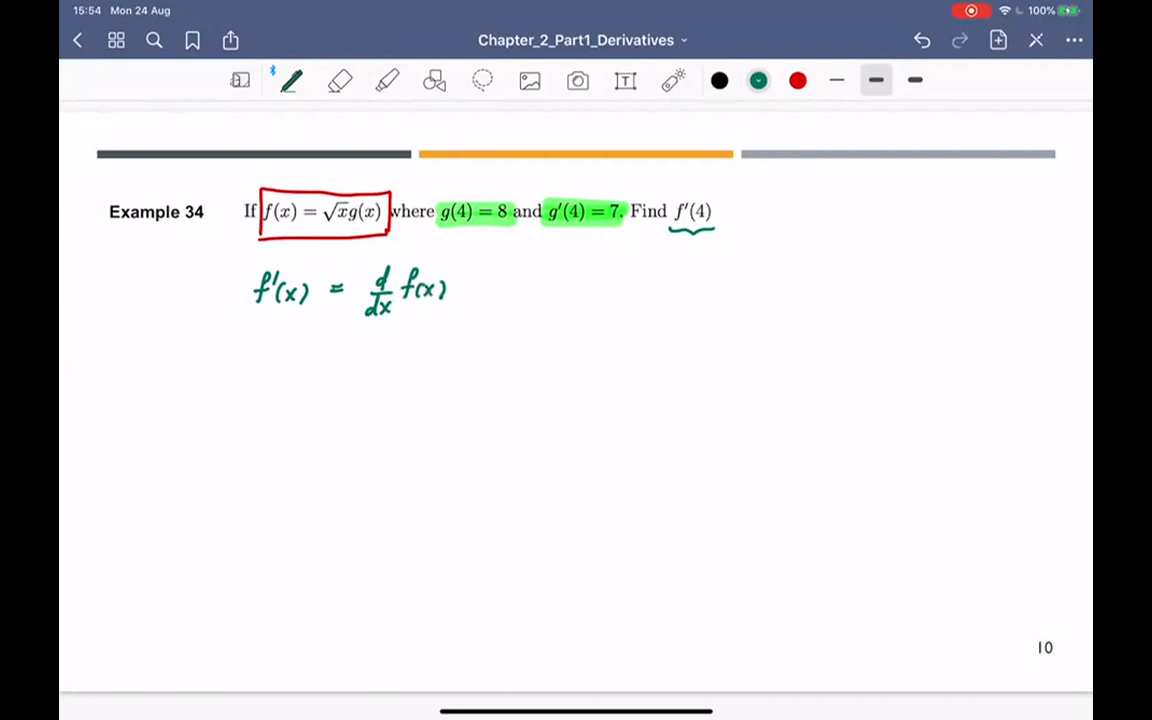 15:54 Mon 24 Aug 100%
Chapter_2_Part1_Derivatives
T
Example 34 If f(x) = √x g(x) where g(4) = 8 and g′(4) = 7. Find f′(4)
f'(x) = d/dx f(x)
10